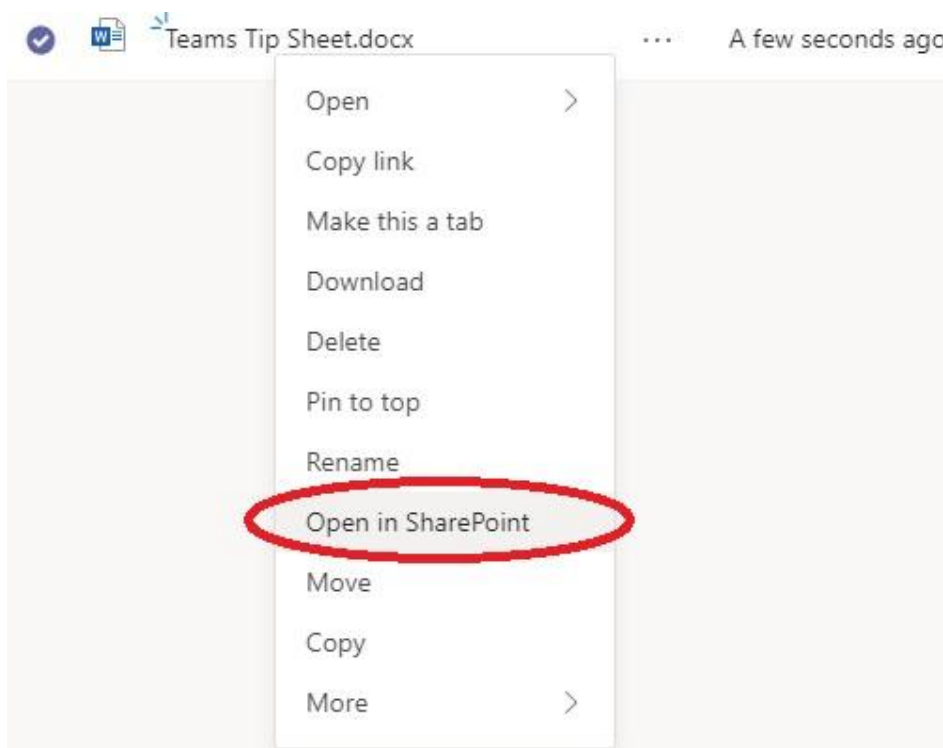 Teams Tip Sheet.docx ... A few seconds ago
Open
Copy link
Make this a tab
Download
Delete
Pin to top
Rename
Open in SharePoint
Move
Copy
More